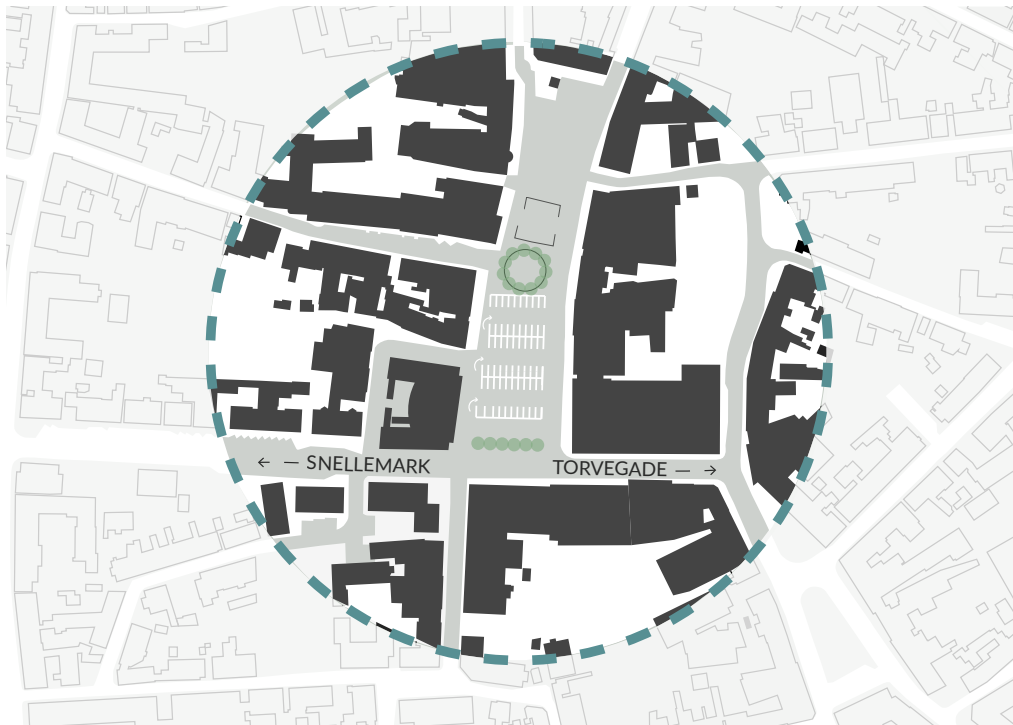 ← — SNELLEMARK
TORVEGADE — →